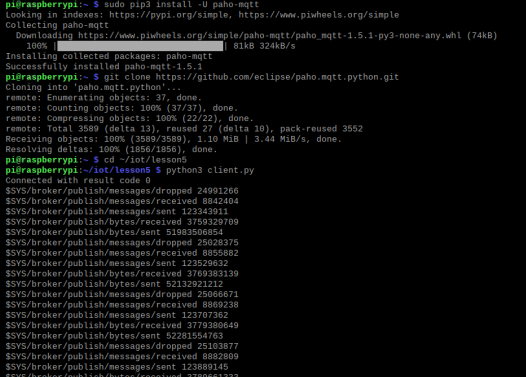 pi@raspberrypi:~ $ sudo pip3 install -U paho-mqtt
Looking in indexes: https://pypi.org/simple, https://www.piwheels.org/simple
Collecting paho-mqtt
Downloading https://www.piwheels.org/simple/paho-mqtt/paho_mqtt-1.5.1-py3-none-any.whl (74kB)
100% |████████████████████████████████| 81kB 324kB/s
Installing collected packages: paho-mqtt
Successfully installed paho-mqtt-1.5.1
pi@raspberrypi:~ $ git clone https://github.com/eclipse/paho.mqtt.python.git
Cloning into 'paho.mqtt.python'...
remote: Enumerating objects: 37, done.
remote: Counting objects: 100% (37/37), done.
remote: Compressing objects: 100% (22/22), done.
remote: Total 3589 (delta 13), reused 27 (delta 10), pack-reused 3552
Receiving objects: 100% (3589/3589), 1.10 MiB | 3.44 MiB/s, done.
Resolving deltas: 100% (1856/1856), done.
pi@raspberrypi:~ $ cd ~/iot/lesson5
pi@raspberrypi:~/iot/lesson5 $ python3 client.py
Connected with result code 0
$SYS/broker/publish/messages/dropped 24991266
$SYS/broker/publish/messages/received 8842404
$SYS/broker/publish/messages/sent 123343911
$SYS/broker/publish/bytes/received 3759329709
$SYS/broker/publish/bytes/sent 51983506854
$SYS/broker/publish/messages/dropped 25028375
$SYS/broker/publish/messages/received 8855882
$SYS/broker/publish/messages/sent 123529632
$SYS/broker/publish/bytes/received 3769383139
$SYS/broker/publish/bytes/sent 52132921212
$SYS/broker/publish/messages/dropped 25066671
$SYS/broker/publish/messages/received 8869238
$SYS/broker/publish/messages/sent 123707362
$SYS/broker/publish/bytes/received 3779380649
$SYS/broker/publish/bytes/sent 52281554763
$SYS/broker/publish/messages/dropped 25103877
$SYS/broker/publish/messages/received 8882809
$SYS/broker/publish/messages/sent 123889145
$SYS/broker/publish/bytes/received